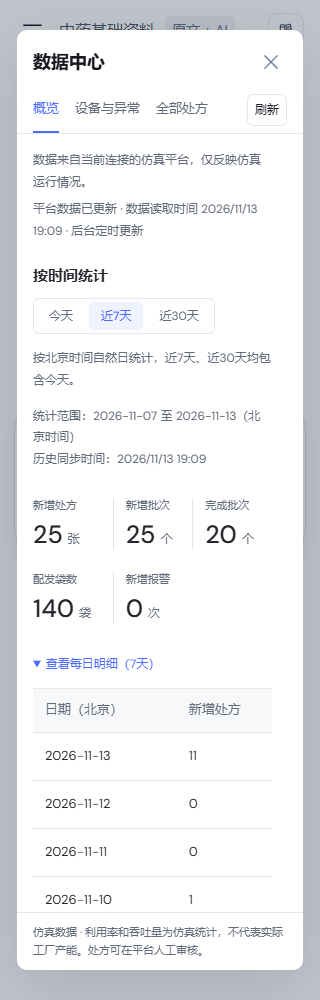 中药基础资料 原文 · AI
数据中心
概览 设备与异常 全部处方 刷新
数据来自当前连接的仿真平台，仅反映仿真
运行情况。
平台数据已更新 · 数据读取时间 2026/11/13
19:09 · 后台定时更新
按时间统计
今天 近7天 近30天
按北京时间自然日统计，近7天、近30天均包
含今天。
统计范围：2026-11-07 至 2026-11-13（北
京时间）
历史同步时间：2026/11/13 19:09
新增处方 新增批次 完成批次
25 张 25 个 20 个
配发袋数 新增报警
140 袋 0 次
▼ 查看每日明细（7天）
日期（北京） 新增处方
2026-11-13 11
2026-11-12 0
2026-11-11 0
2026-11-10 1
仿真数据 · 利用率和吞吐量为仿真统计，不代表实际
工厂产能。处方可在平台人工审核。